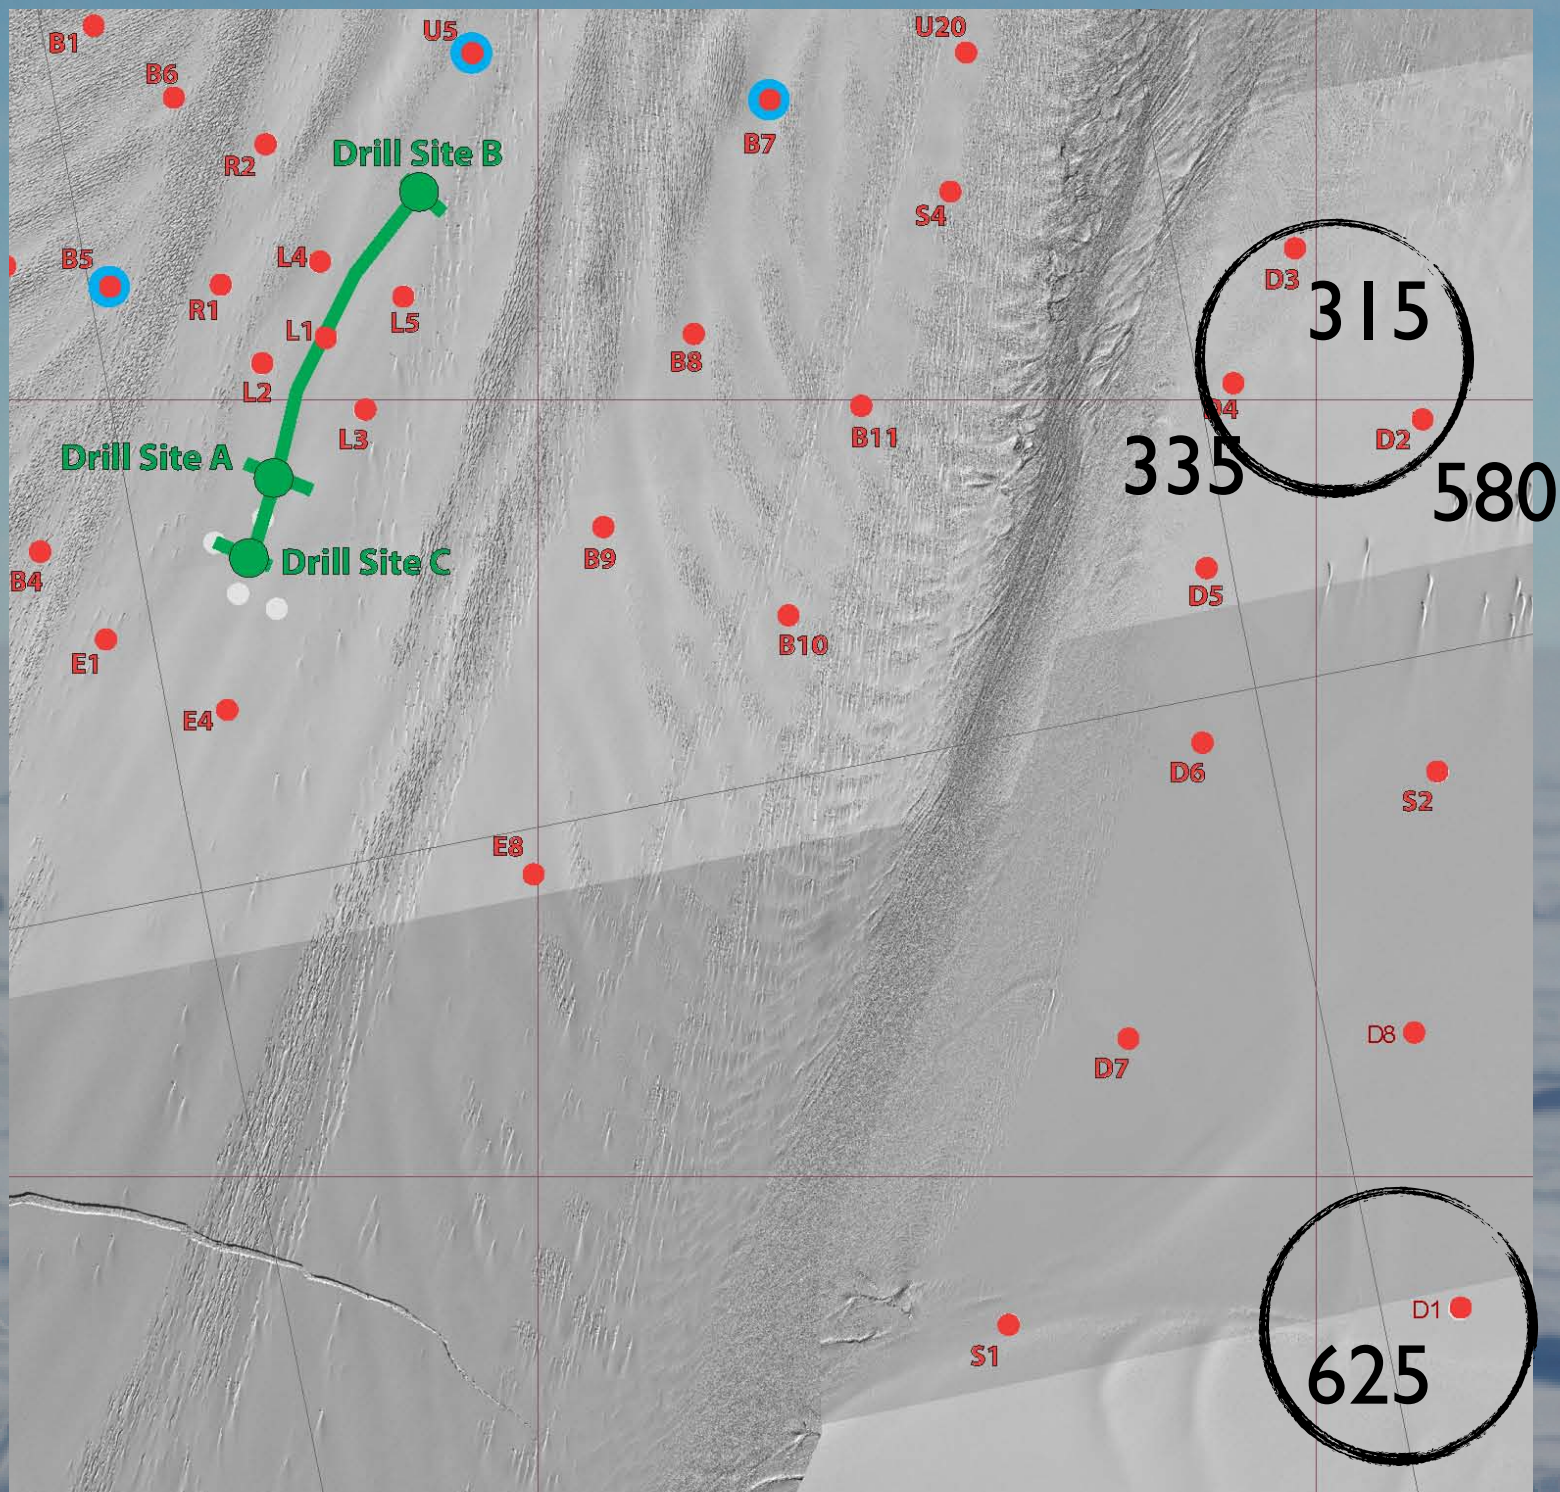 B1
U5
U20
B6
B7
Drill Site B
R2
S4
B5
L4
D3
R1
315
L5
L1
B8
L2
D4
L3
B11
D2
Drill Site A
335
580
B9
Drill Site C
B4
D5
B10
E1
E4
D6
S2
E8
D8
D7
D1
S1
625